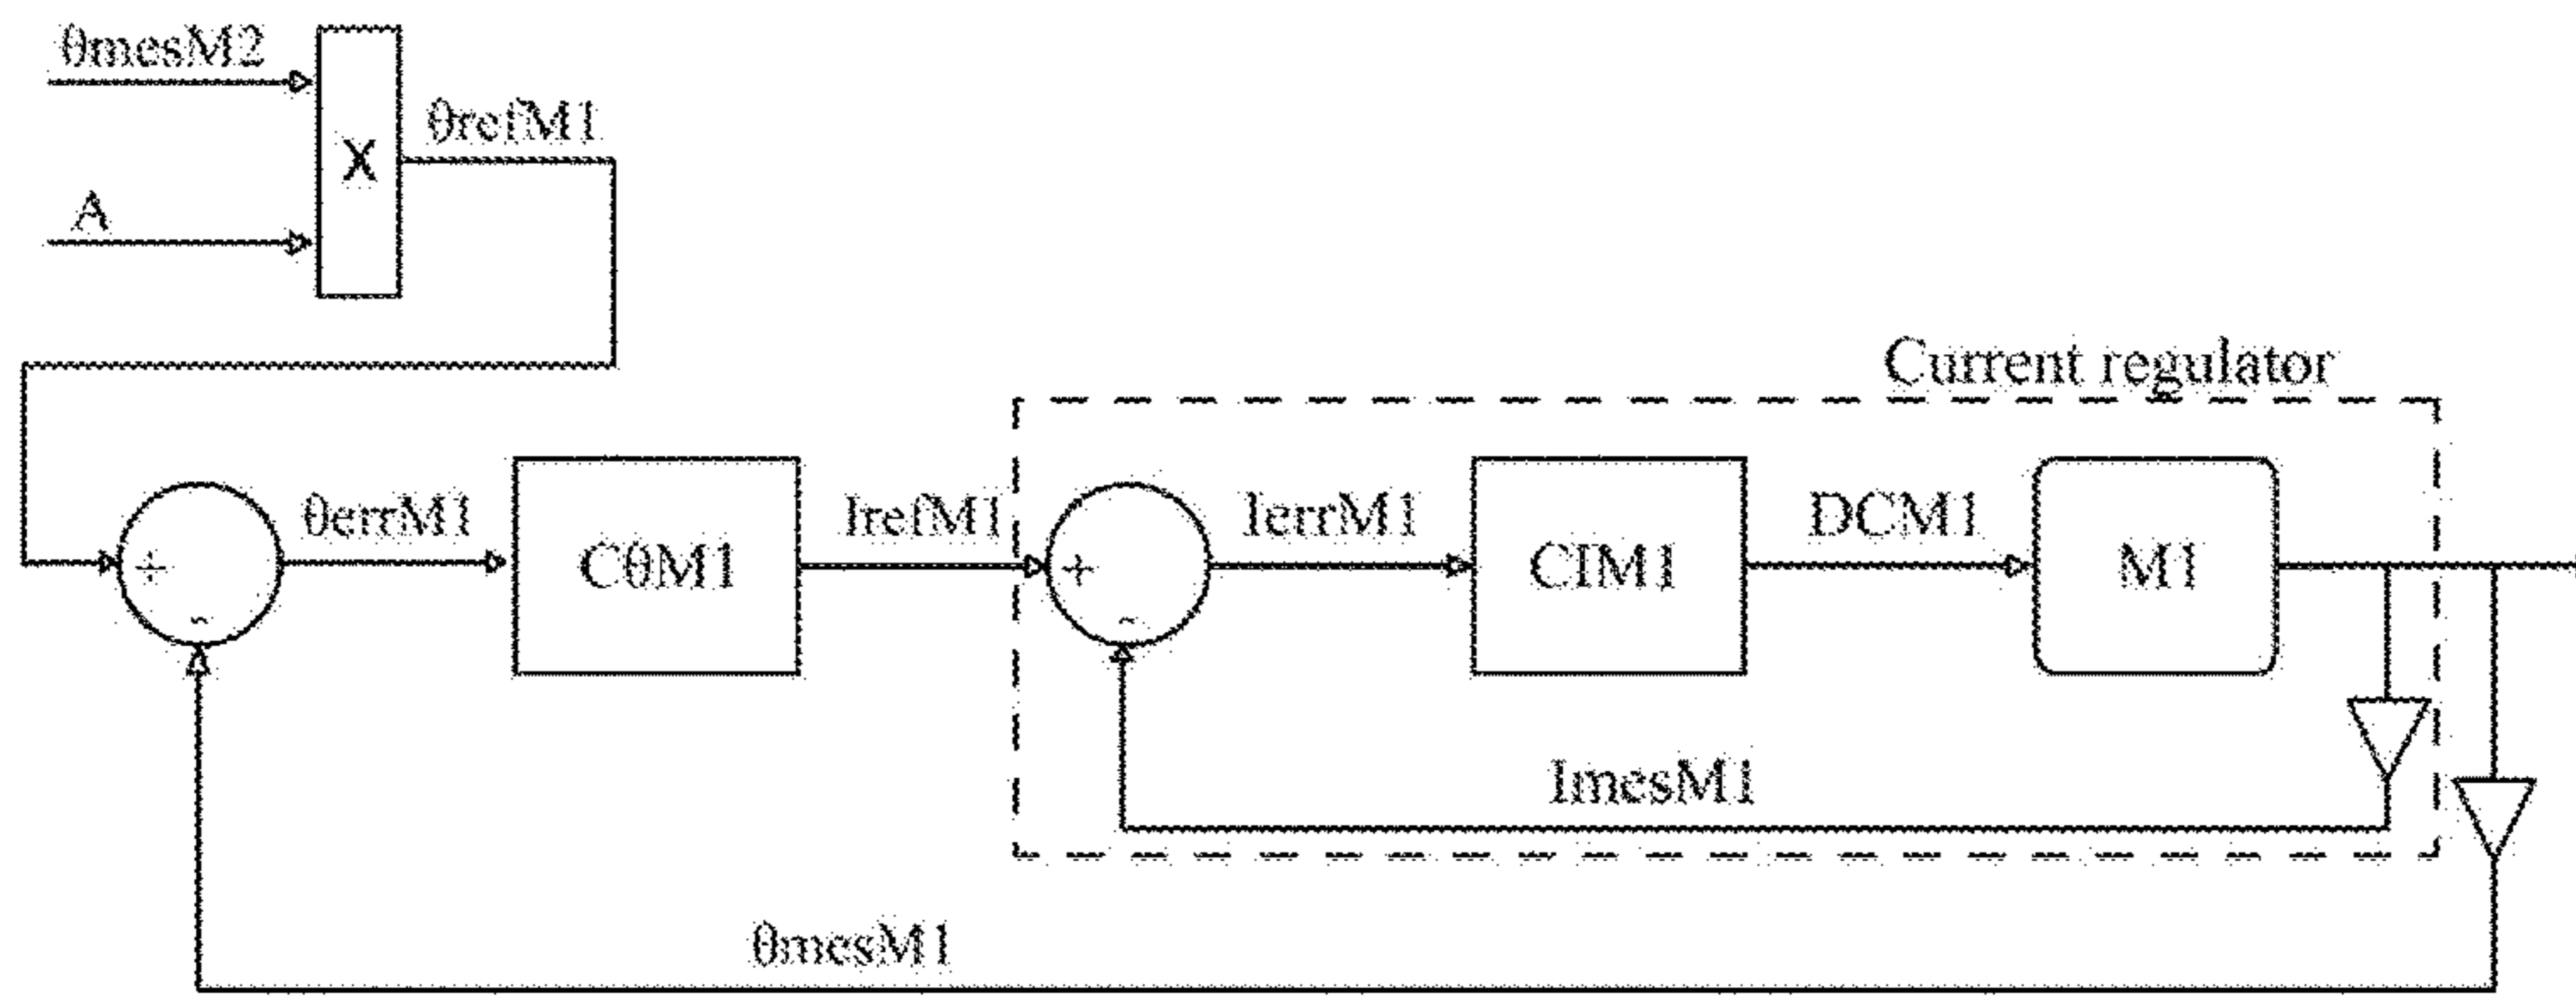 θmesM2
θrefM1
X
A
Current regulator
θerrM1
IrefM1
IerrM1
DCM1
+
CθM1
+
CIM1
M1
-
-
ImesM1
θmesM1